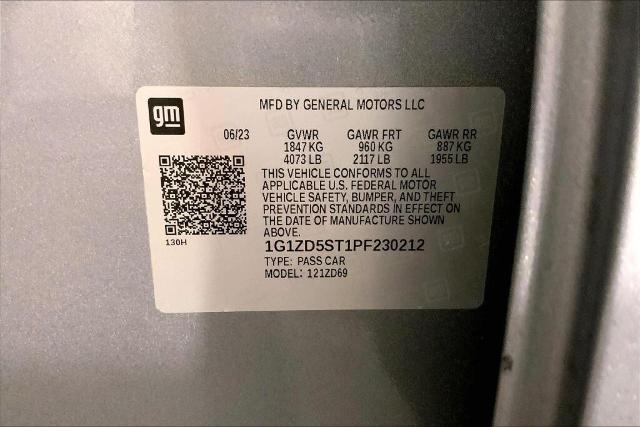 gm
MFD BY GENERAL MOTORS LLC
06/23 GVWR GAWR FRT GAWR RR
1847 KG 960 KG 887 KG
4073 LB 2117 LB 1955 LB
THIS VEHICLE CONFORMS TO ALL
APPLICABLE U.S. FEDERAL MOTOR
VEHICLE SAFETY, BUMPER, AND THEFT
PREVENTION STANDARDS IN EFFECT ON
THE DATE OF MANUFACTURE SHOWN
ABOVE.
130H
1G1ZD5ST1PF230212
TYPE: PASS CAR
MODEL: 121ZD69